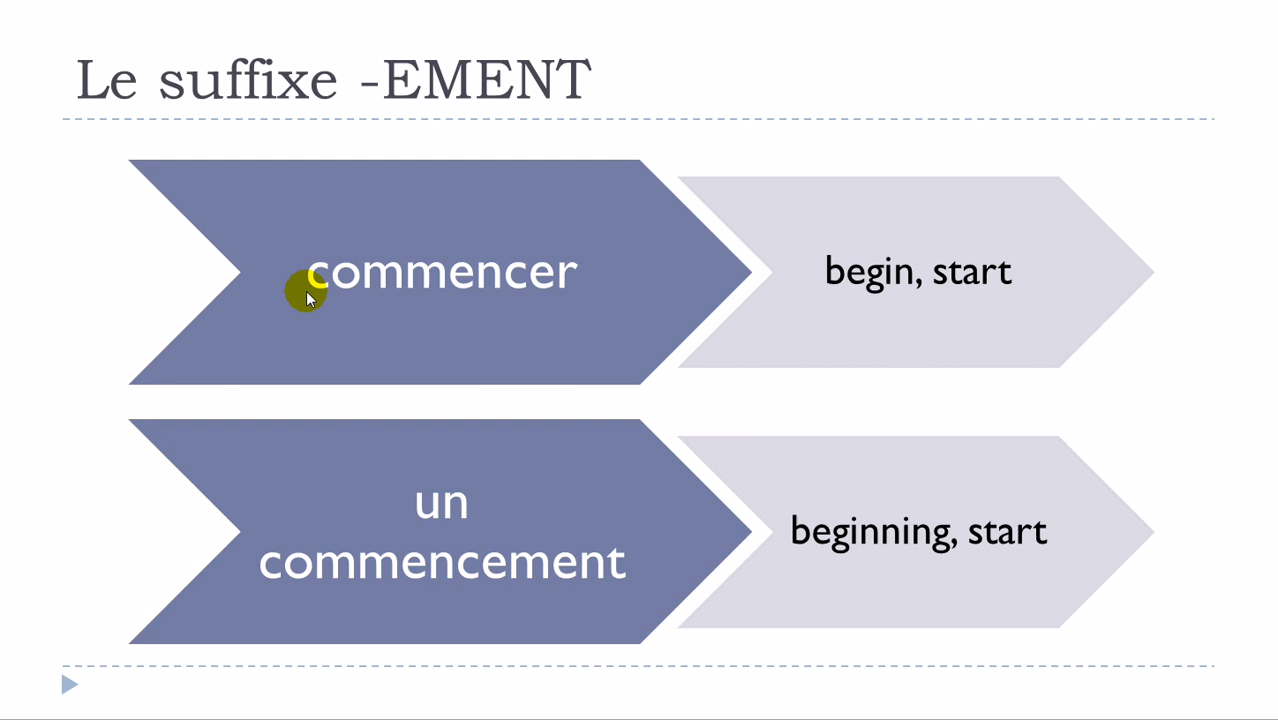 Le suffixe -EMENT
commencer
begin, start
un
commencement
beginning, start